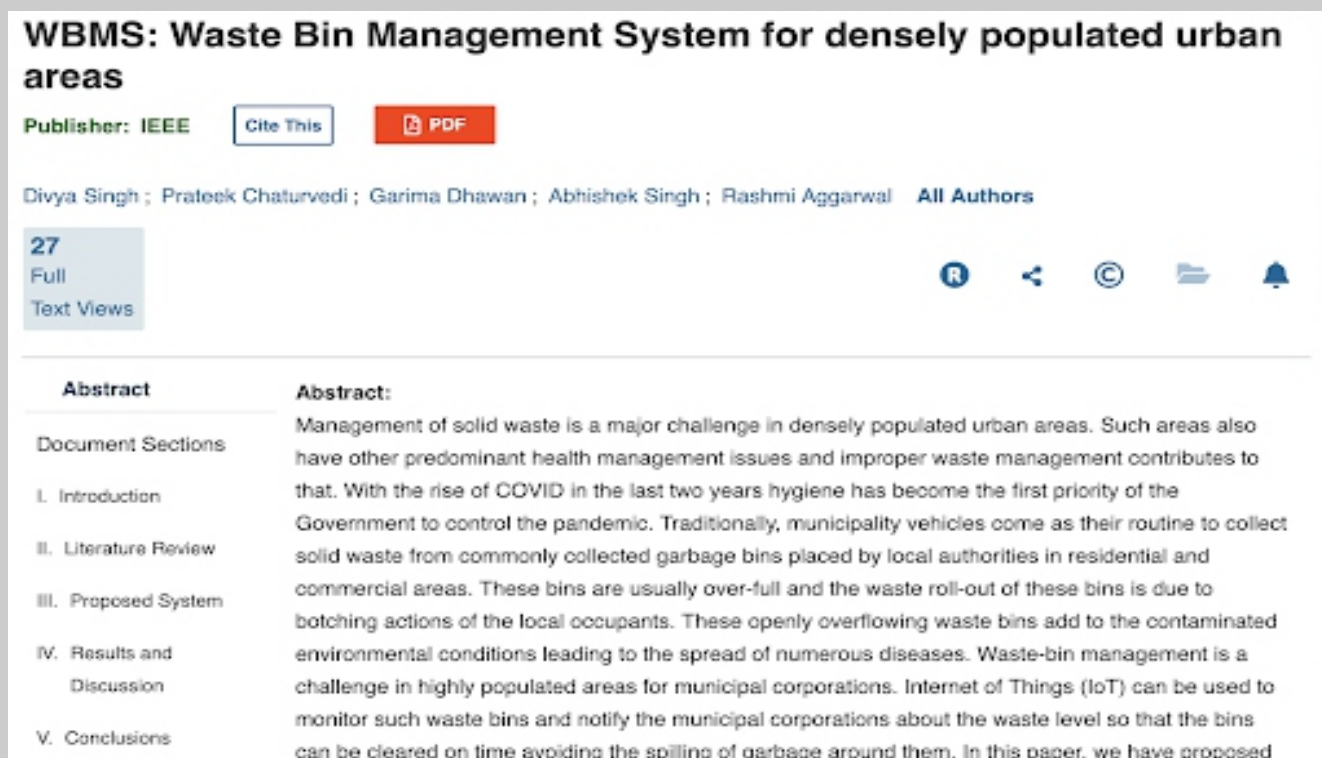 WBMS: Waste Bin Management System for densely populated urban
areas
Publisher: IEEE
Cite This
PDF
Divya Singh ; Prateek Chaturvedi ; Garima Dhawan ; Abhishek Singh ; Rashmi Aggarwal All Authors
27
Full
Text Views
Abstract
Document Sections
I. Introduction
II. Literature Review
III. Proposed System
IV. Results and
Discussion
V. Conclusions
Abstract:
Management of solid waste is a major challenge in densely populated urban areas. Such areas also
have other predominant health management issues and improper waste management contributes to
that. With the rise of COVID in the last two years hygiene has become the first priority of the
Government to control the pandemic. Traditionally, municipality vehicles come as their routine to collect
solid waste from commonly collected garbage bins placed by local authorities in residential and
commercial areas. These bins are usually over-full and the waste roll-out of these bins is due to
botching actions of the local occupants. These openly overflowing waste bins add to the contaminated
environmental conditions leading to the spread of numerous diseases. Waste-bin management is a
challenge in highly populated areas for municipal corporations. Internet of Things (IoT) can be used to
monitor such waste bins and notify the municipal corporations about the waste level so that the bins
can be cleared on time avoiding the spilling of garbage around them. In this paper, we have proposed